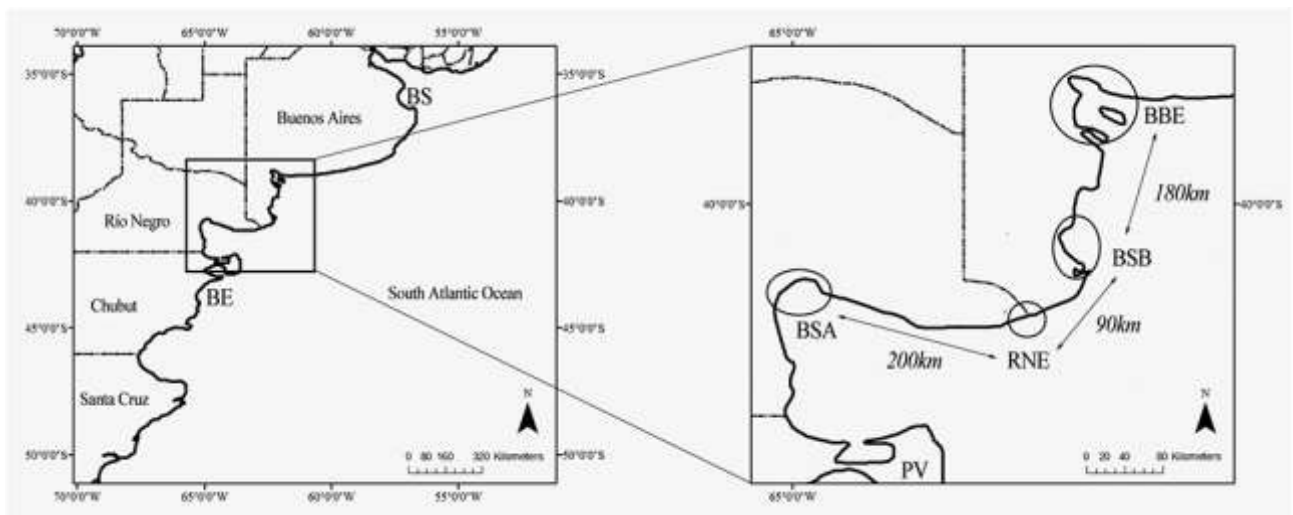 70°0'0"W 65°0'0"W 60°0'0"W 55°0'0"W
35°0'0"S
40°0'0"S
45°0'0"S
50°0'0"S
BS
Buenos Aires
Río Negro
Chubut
BE
South Atlantic Ocean
Santa Cruz
N
0 80 160 320 Kilometers
35°0'0"S
40°0'0"S
45°0'0"S
50°0'0"S
70°0'0"W 65°0'0"W 60°0'0"W 55°0'0"W
65°0'0"W
BBE
180km
40°0'0"S
40°0'0"S
BSB
BSA
90km
200km
RNE
N
PV
0 20 40 80 Kilometers
65°0'0"W